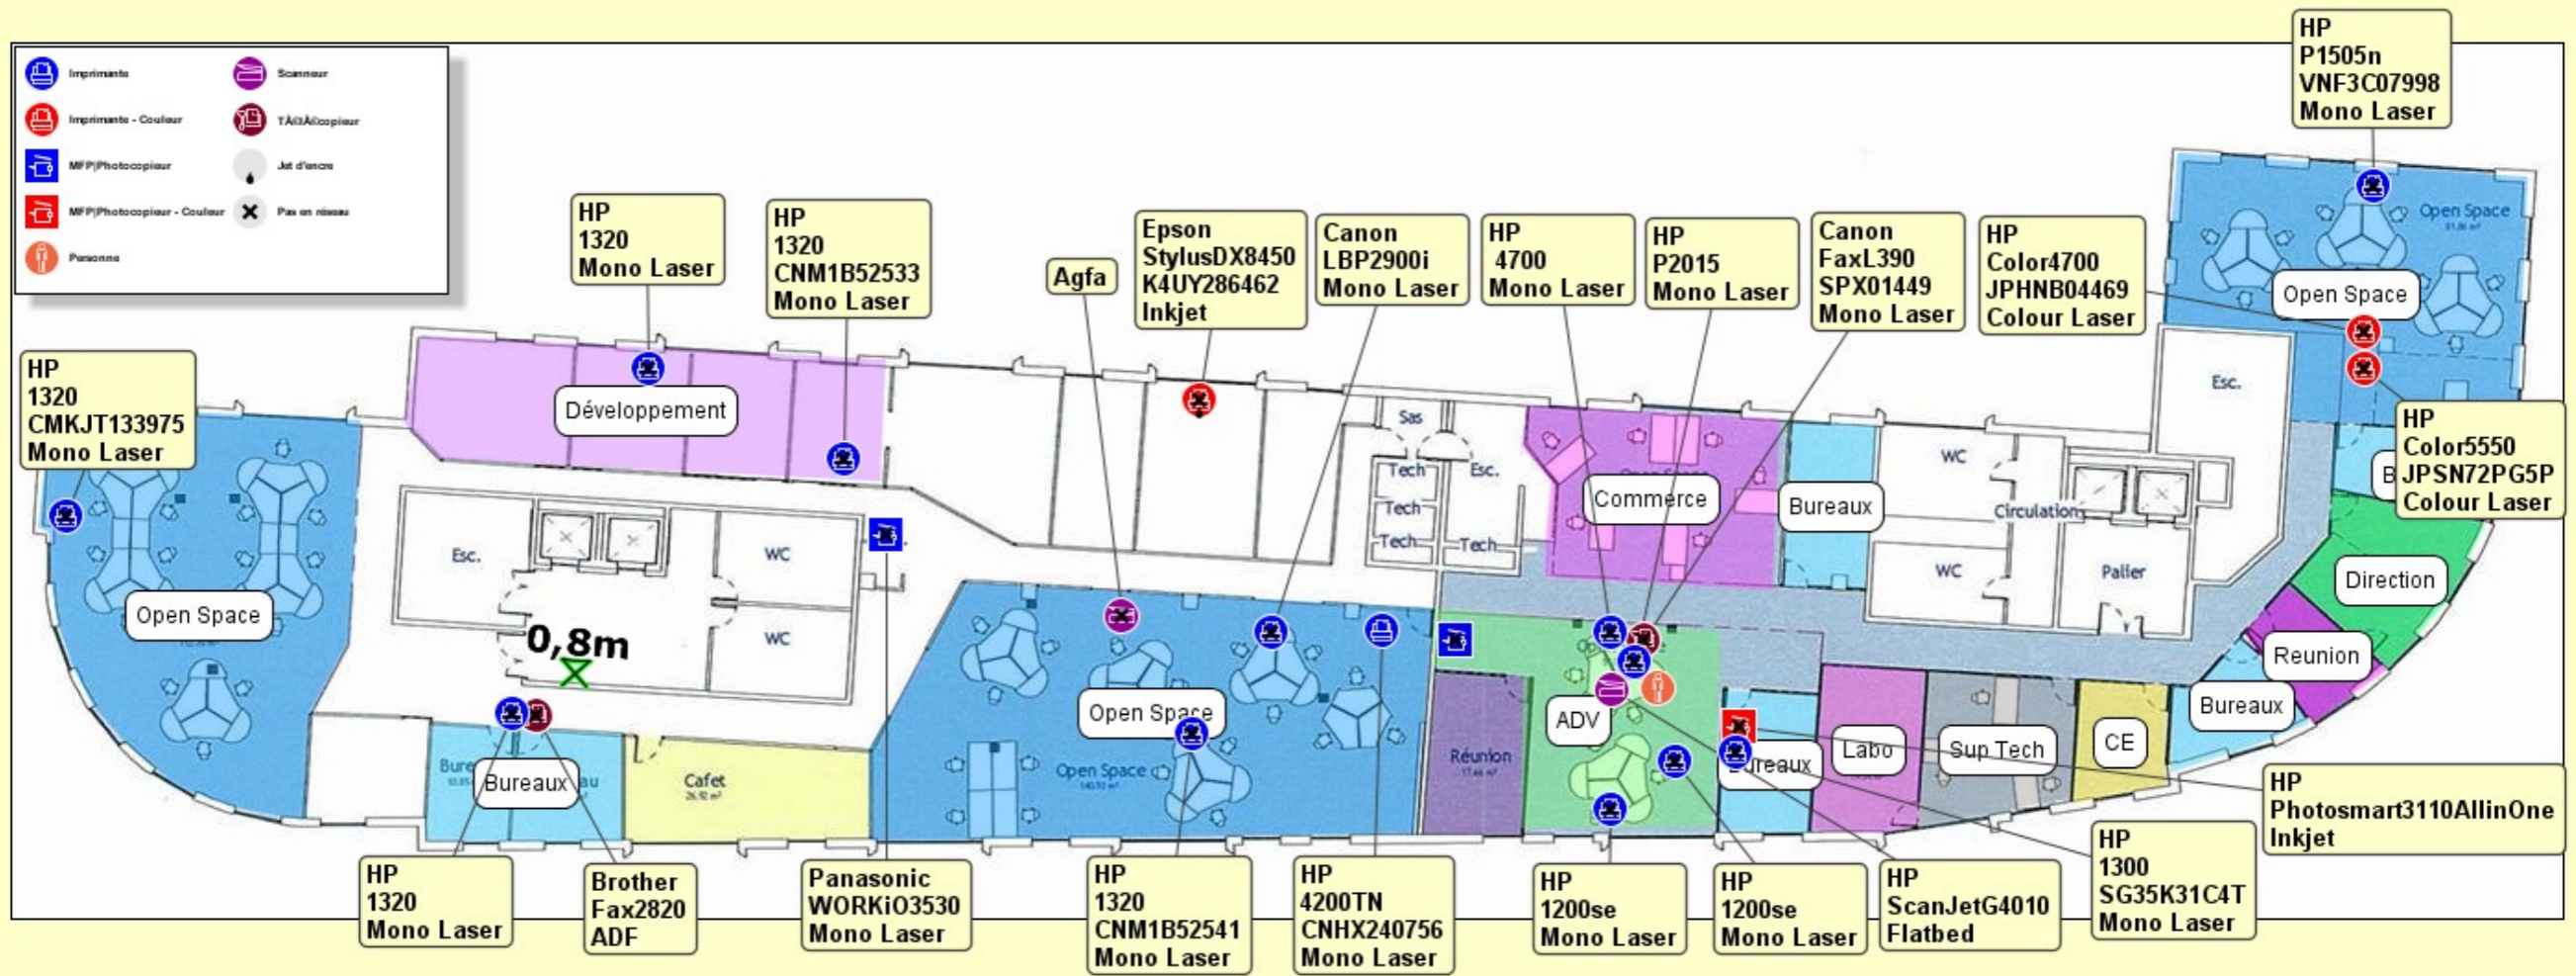 Imprimante
Scanneur
Imprimante - Couleur
TÃ©lÃ©copieur
MFP|Photocopieur
Jet d'encre
MFP|Photocopieur - Couleur
Pas en réseau
Personne
HP
P1505n
VNF3C07998
Mono Laser
HP
1320
Mono Laser
HP
1320
CNM1B52533
Mono Laser
Agfa
Epson
StylusDX8450
K4UY286462
Inkjet
Canon
LBP2900i
Mono Laser
HP
4700
Mono Laser
HP
P2015
Mono Laser
Canon
FaxL390
SPX01449
Mono Laser
HP
Color4700
JPHNB04469
Colour Laser
Open Space
Open Space
HP
1320
CMKJT133975
Mono Laser
Développement
Esc.
Sas
Tech
Esc.
Tech
Tech
Tech
Commerce
Bureaux
WC
Circulation
WC
Palier
HP
Color5550
JPSN72PG5P
Colour Laser
Direction
Reunion
Bureaux
Open Space
Esc.
WC
WC
0,8m
Bureaux
Cafet
Open Space
Open Space
Réunion
ADV
Bureaux
Labo
Sup Tech
CE
HP
1320
Mono Laser
Brother
Fax2820
ADF
Panasonic
WORKiO3530
Mono Laser
HP
1320
CNM1B52541
Mono Laser
HP
4200TN
CNHX240756
Mono Laser
HP
1200se
Mono Laser
HP
1200se
Mono Laser
HP
ScanJetG4010
Flatbed
HP
1300
SG35K31C4T
Mono Laser
HP
Photosmart3110AllinOne
Inkjet